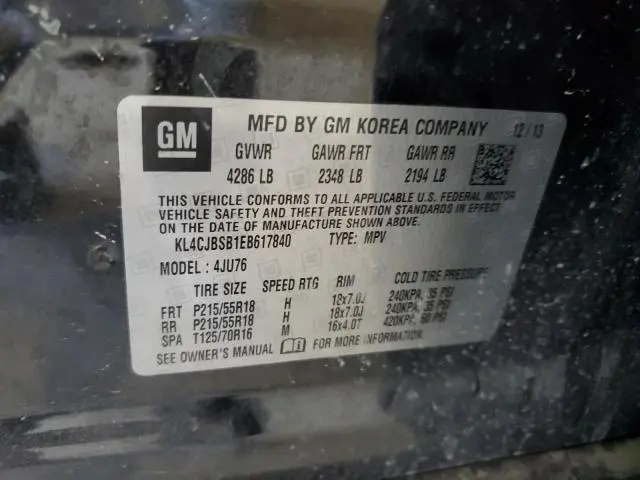 GM MFD BY GM KOREA COMPANY 12/13
GVWR GAWR FRT GAWR RR
4286 LB 2348 LB 2194 LB
THIS VEHICLE CONFORMS TO ALL APPLICABLE U.S. FEDERAL MOTOR
VEHICLE SAFETY AND THEFT PREVENTION STANDARDS IN EFFECT
ON THE DATE OF MANUFACTURE SHOWN ABOVE.
KL4CJBSB1EB617840 TYPE: MPV
MODEL : 4JU76
TIRE SIZE SPEED RTG RIM COLD TIRE PRESSURE
FRT P215/55R18 H 18x7.0J 240KPA, 35 PSI
RR P215/55R18 H 18x7.0J 240KPA, 35 PSI
SPA T125/70R16 M 16x4.0T 420KPA, 60 PSI
SEE OWNER'S MANUAL FOR MORE INFORMATION.